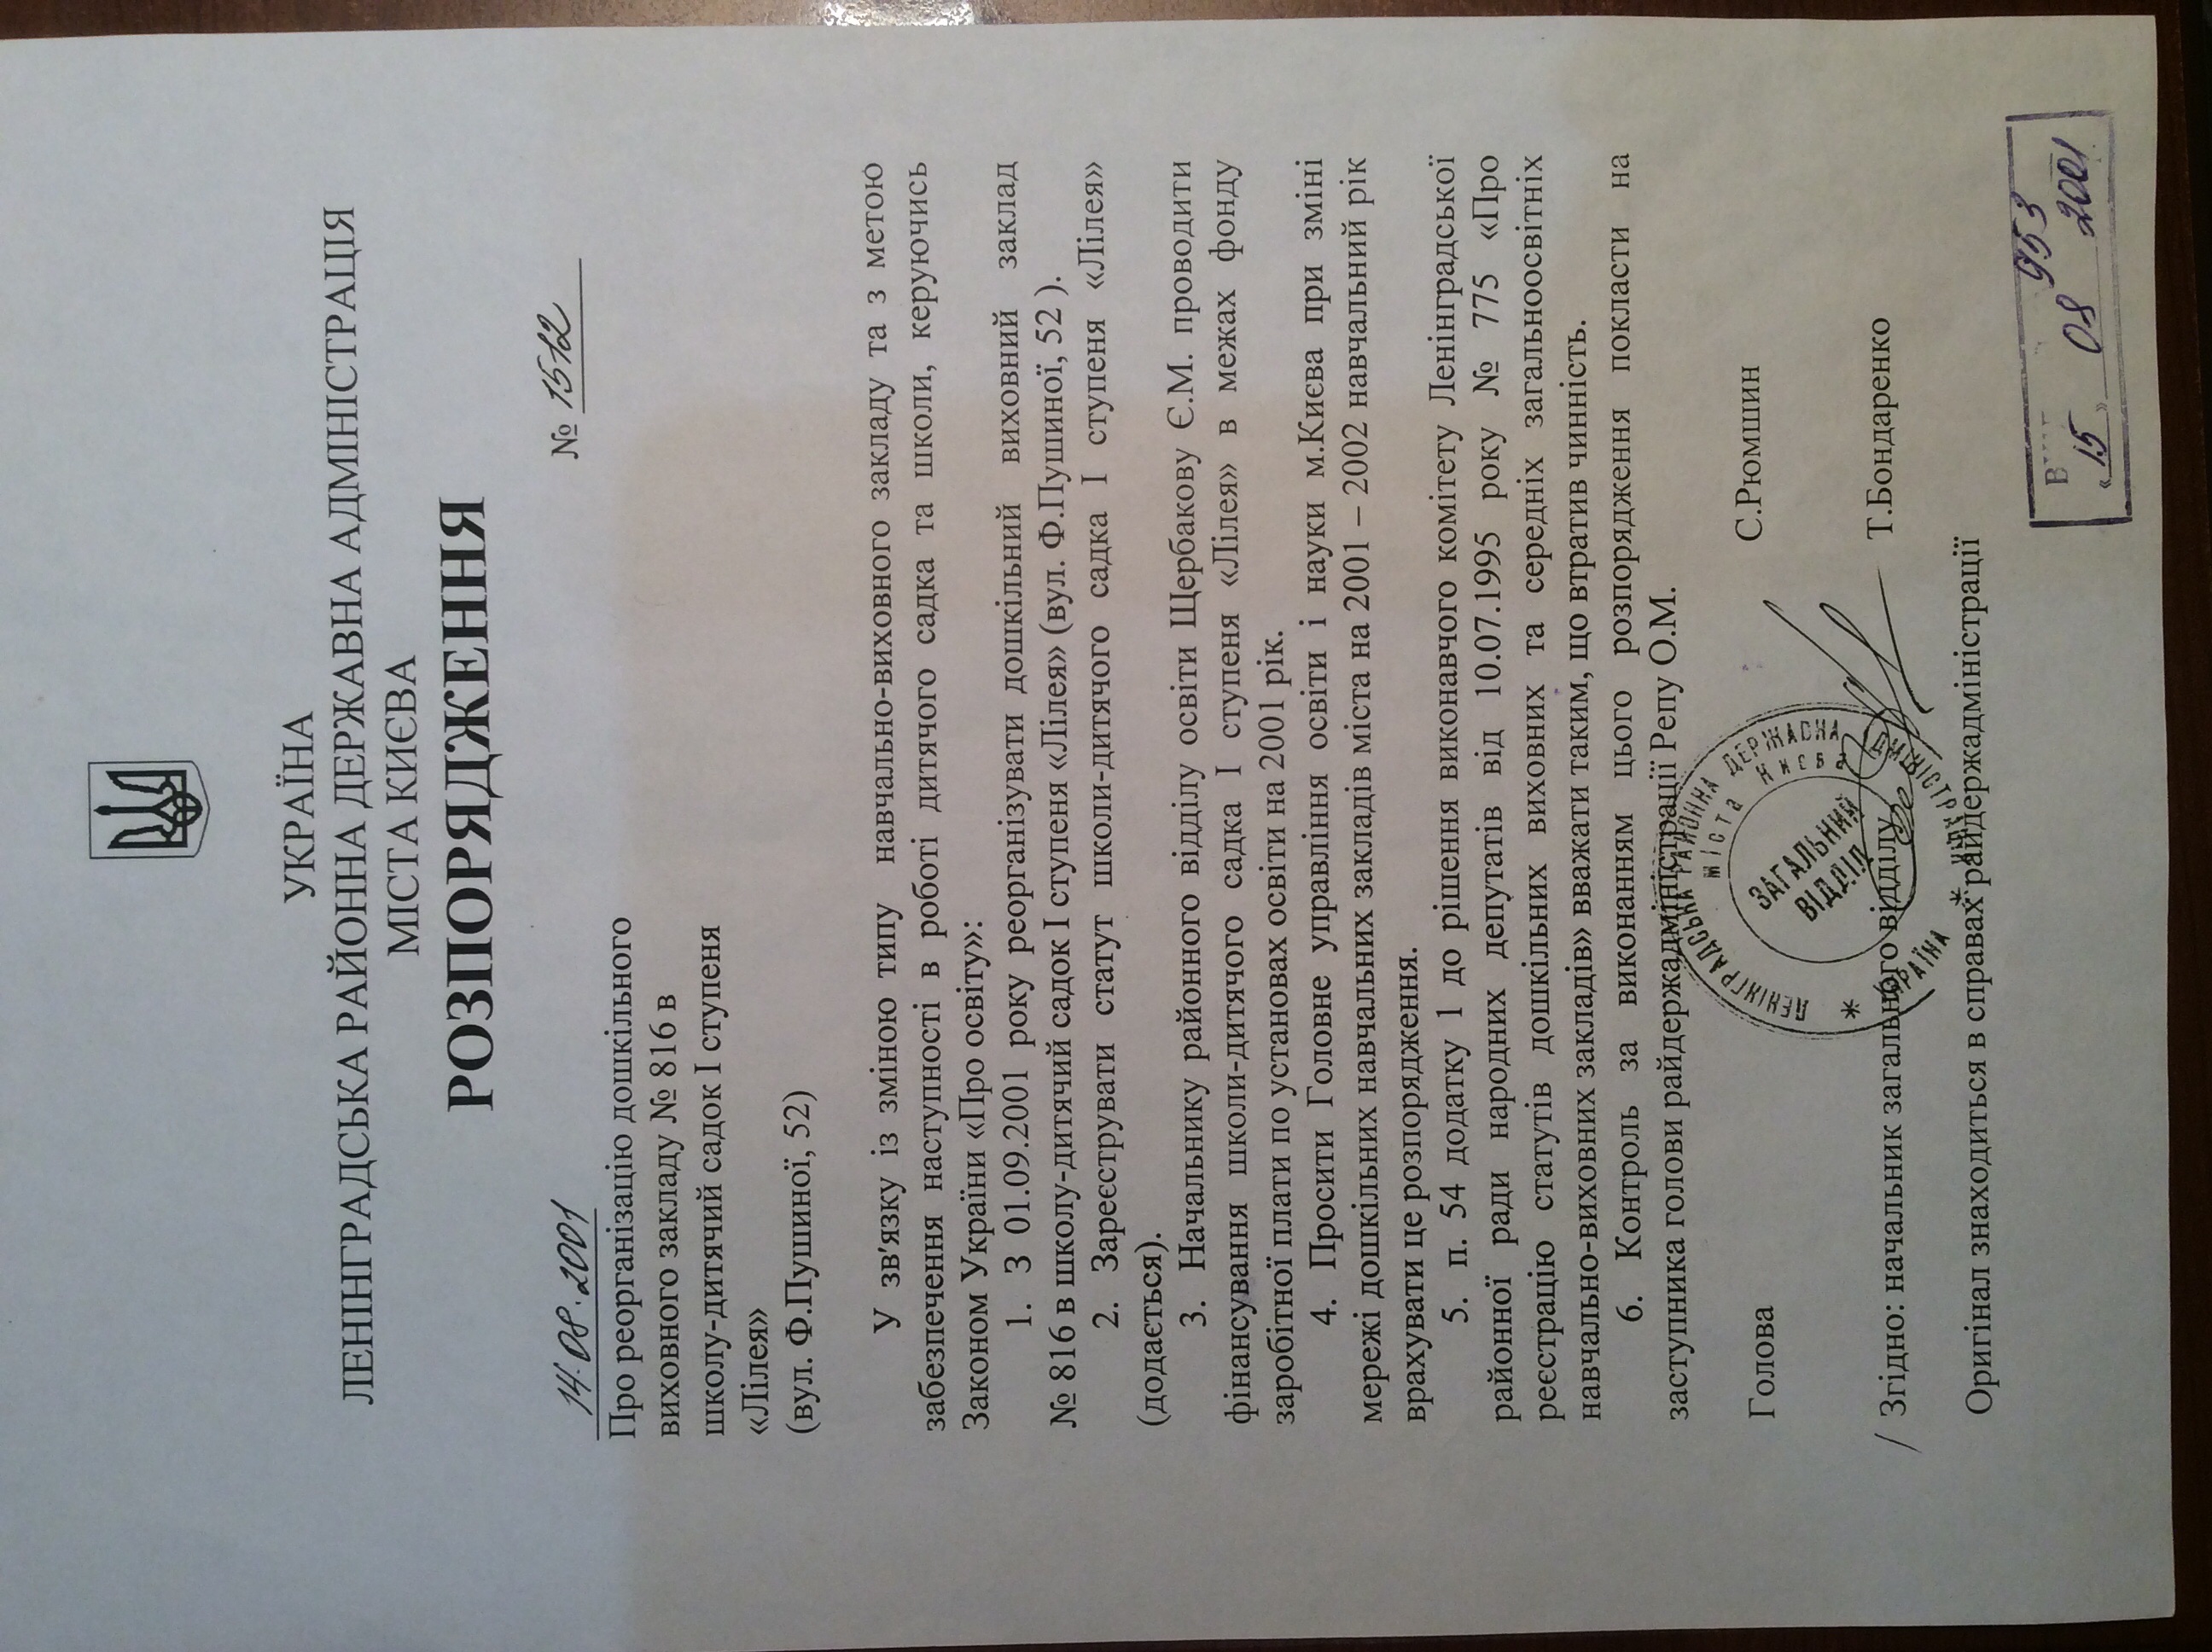 УКРАЇНА
ЛЕНІНГРАДСЬКА РАЙОННА ДЕРЖАВНА АДМІНІСТРАЦІЯ
МІСТА КИЄВА
РОЗПОРЯДЖЕННЯ
14.08.2001 № 1512
Про реорганізацію дошкільного
виховного закладу № 816 в
школу-дитячий садок І ступеня
«Лілея»
(вул. Ф.Пушиної, 52)
У зв'язку із зміною типу навчально-виховного закладу та з метою
забезпечення наступності в роботі дитячого садка та школи, керуючись
Законом України «Про освіту»:
1. З 01.09.2001 року реорганізувати дошкільний виховний заклад
№ 816 в школу-дитячий садок І ступеня «Лілея» (вул. Ф.Пушиної, 52 ).
2. Зареєструвати статут школи-дитячого садка І ступеня «Лілея»
(додається).
3. Начальнику районного відділу освіти Щербакову Є.М. проводити
фінансування школи-дитячого садка І ступеня «Лілея» в межах фонду
заробітної плати по установах освіти на 2001 рік.
4. Просити Головне управління освіти і науки м.Києва при зміні
мережі дошкільних навчальних закладів міста на 2001 – 2002 навчальний рік
врахувати це розпорядження.
5. п. 54 додатку 1 до рішення виконавчого комітету Ленінградської
районної ради народних депутатів від 10.07.1995 року № 775 «Про
реєстрацію статутів дошкільних виховних та середніх загальноосвітніх
навчально-виховних закладів» вважати таким, що втратив чинність.
6. Контроль за виконанням цього розпорядження покласти на
заступника голови райдержадміністрації Репу О.М.
ЛЕНІНГРАДСЬКА РАЙОННА ДЕРЖАВНА
міста Києва
ЗАГАЛЬНИЙ
ВІДДІЛ
* УКРАЇНА *
Голова С.Рюмшин
/ Згідно: начальник загального відділу Т.Бондаренко
Оригінал знаходиться в справах райдержадміністрації
953
«15» 08 2001